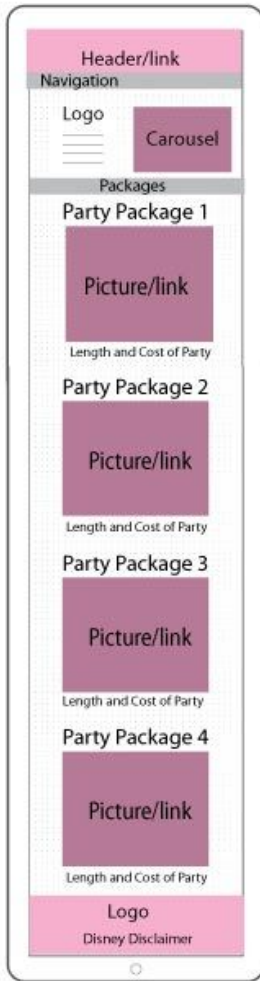 Header/link
Navigation
Logo
Carousel
Packages
Party Package 1
Picture/link
Length and Cost of Party
Party Package 2
Picture/link
Length and Cost of Party
Party Package 3
Picture/link
Length and Cost of Party
Party Package 4
Picture/link
Length and Cost of Party
Logo
Disney Disclaimer